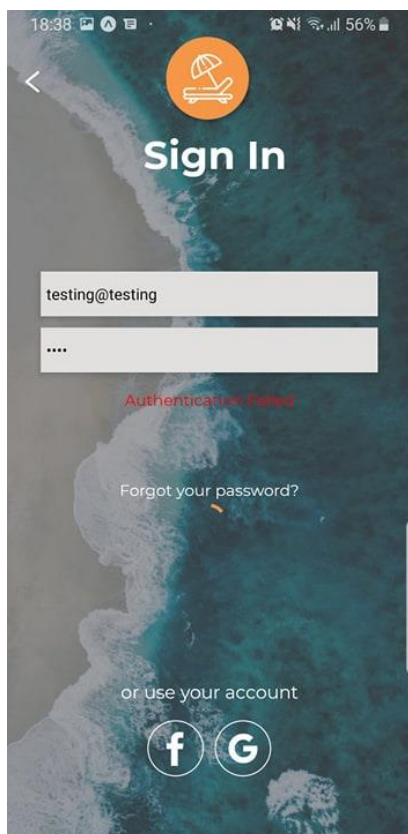 18:38
56%
Sign In
testing@testing
••••
Authentication Failed
Forgot your password?
or use your account
f G